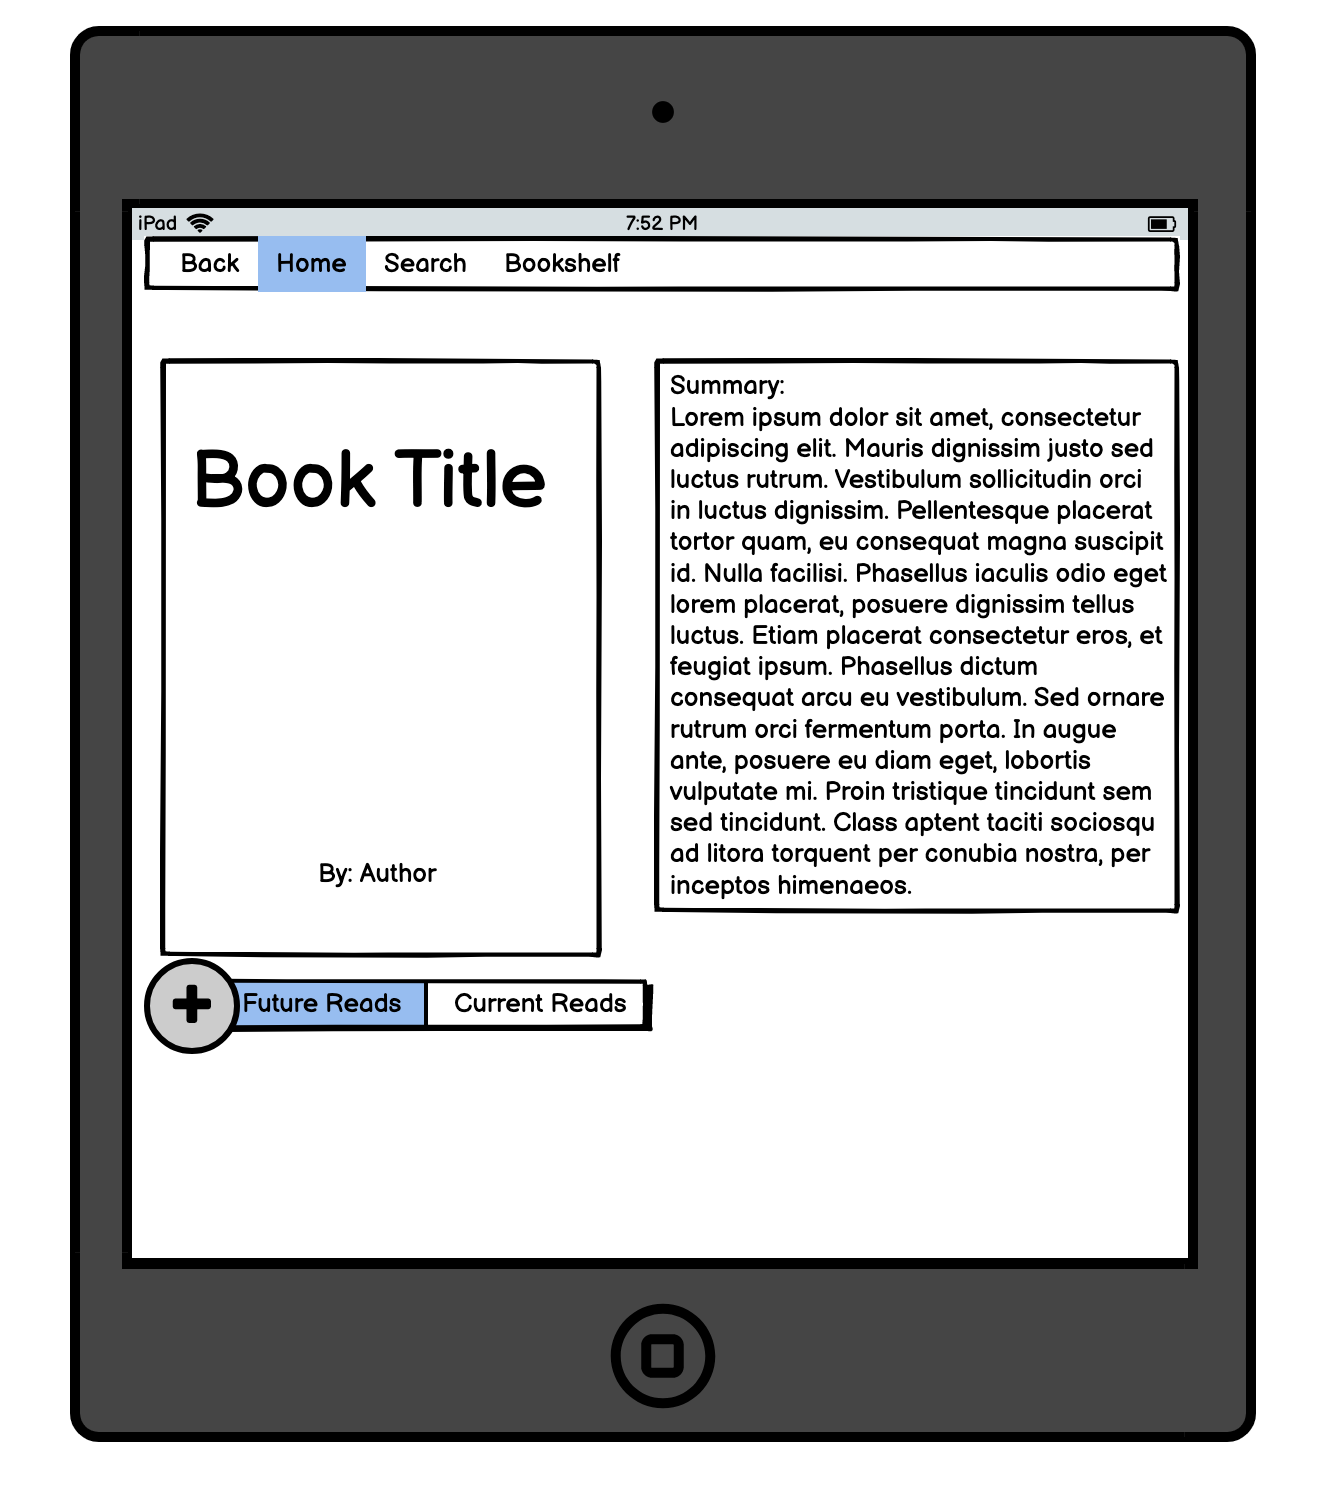 iPad 7:52 PM
Back Home Search Bookshelf
Book Title
By: Author
Summary:
Lorem ipsum dolor sit amet, consectetur
adipiscing elit. Mauris dignissim justo sed
luctus rutrum. Vestibulum sollicitudin orci
in luctus dignissim. Pellentesque placerat
tortor quam, eu consequat magna suscipit
id. Nulla facilisi. Phasellus iaculis odio eget
lorem placerat, posuere dignissim tellus
luctus. Etiam placerat consectetur eros, et
feugiat ipsum. Phasellus dictum
consequat arcu eu vestibulum. Sed ornare
rutrum orci fermentum porta. In augue
ante, posuere eu diam eget, lobortis
vulputate mi. Proin tristique tincidunt sem
sed tincidunt. Class aptent taciti sociosqu
ad litora torquent per conubia nostra, per
inceptos himenaeos.
Future Reads Current Reads